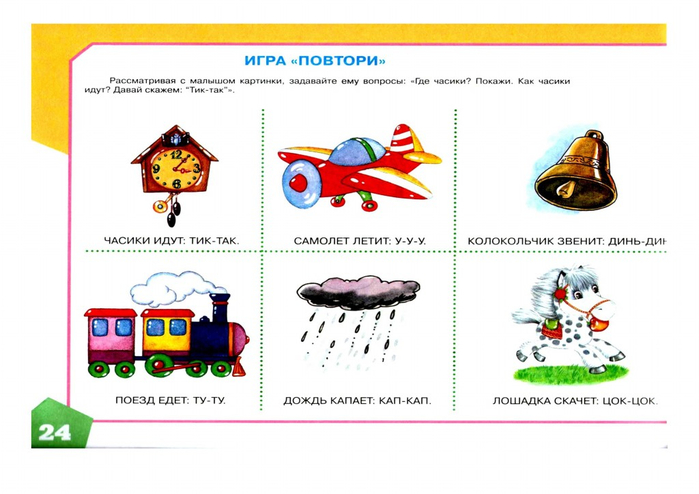 ИГРА «ПОВТОРИ»
Рассматривая с малышом картинки, задавайте ему вопросы: «Где часики? Покажи. Как часики
идут? Давай скажем: "Тик-так"».
ЧАСИКИ ИДУТ: ТИК-ТАК.
САМОЛЕТ ЛЕТИТ: У-У-У.
КОЛОКОЛЬЧИК ЗВЕНИТ: ДИНЬ-ДИН
ПОЕЗД ЕДЕТ: ТУ-ТУ.
ДОЖДЬ КАПАЕТ: КАП-КАП.
ЛОШАДКА СКАЧЕТ: ЦОК-ЦОК.
24